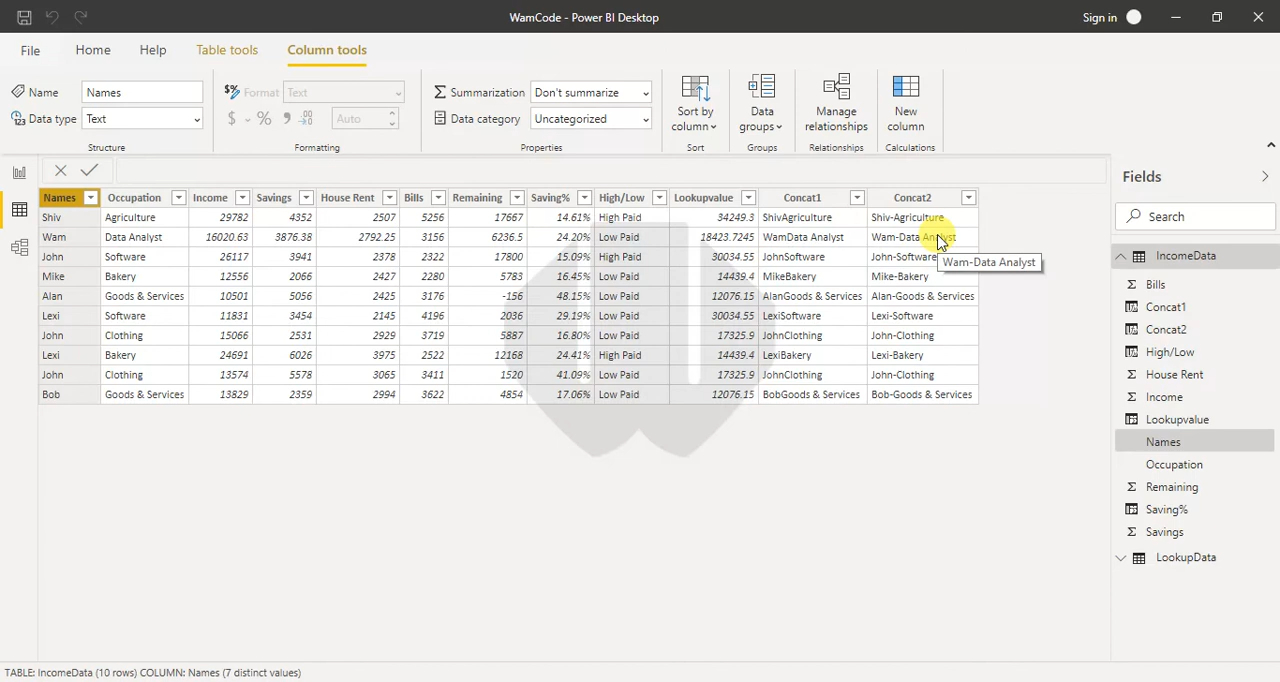 WamCode - Power BI Desktop
Sign in
File Home Help Table tools Column tools
Name Names
Data type Text
Structure
Format Text
$ % 9 Auto
Formatting
Summarization Don't summarize
Data category Uncategorized
Properties
Sort by column
Sort
Data groups
Groups
Manage relationships
Relationships
New column
Calculations
Names Occupation Income Savings House Rent Bills Remaining Saving% High/Low Lookupvalue Concat1 Concat2
Shiv Agriculture 29782 4352 2507 5256 17667 14.61% High Paid 34249.3 ShivAgriculture Shiv-Agriculture
Wam Data Analyst 3876.38 2792.25 3156 6236.5 24.20% Low Paid 18423.7245 WamData Analyst Wam-Data Analyst
John Software 26117 3941 2378 2322 17800 15.09% High Paid 30034.55 JohnSoftware John-Software
Wam-Data Analyst
Mike Bakery 12556 2066 2427 2280 5783 16.45% Low Paid 14439.4 MikeBakery Mike-Bakery
Alan Goods & Services 10501 5056 2425 3176 -156 48.15% Low Paid 12076.15 AlanGoods & Services Alan-Goods & Services
Lexi Software 11831 3454 2145 4196 2036 29.19% Low Paid 30034.55 LexiSoftware Lexi-Software
John Clothing 15066 2531 2929 3719 5887 16.80% Low Paid 17325.9 JohnClothing John-Clothing
Lexi Bakery 24691 6026 3975 2522 12168 24.41% High Paid 14439.4 LexiBakery Lexi-Bakery
John Clothing 13574 5578 3065 3411 1520 41.09% Low Paid 17325.9 JohnClothing John-Clothing
Bob Goods & Services 13829 2359 2994 3622 4854 17.06% Low Paid 12076.15 BobGoods & Services Bob-Goods & Services
Fields
Search
IncomeData
Σ Bills
Concat1
Concat2
High/Low
Σ House Rent
Σ Income
Lookupvalue
Names
Occupation
Σ Remaining
Saving%
Σ Savings
LookupData
TABLE: IncomeData (10 rows) COLUMN: Names (7 distinct values)